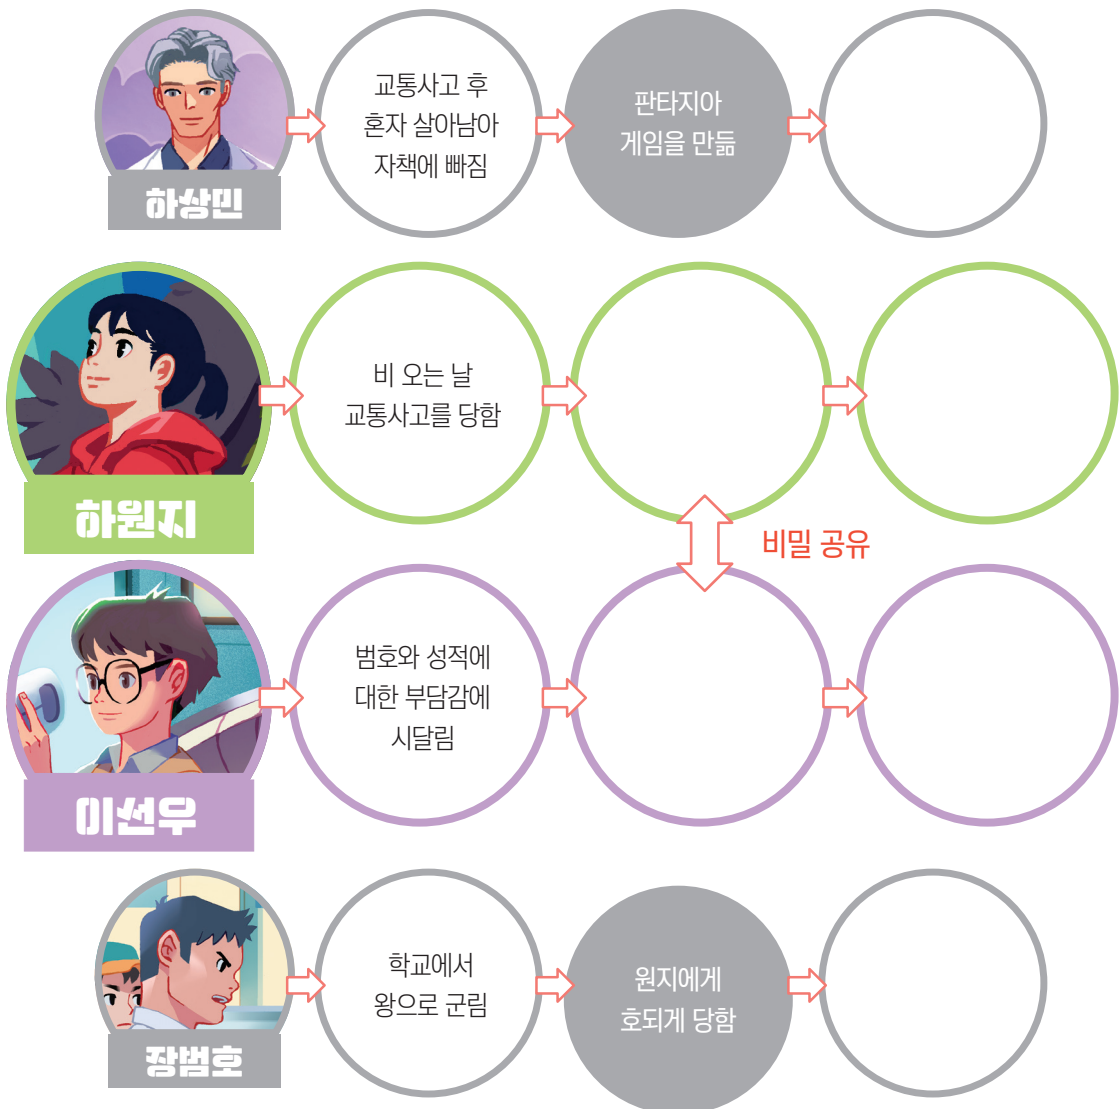 교통사고 후
혼자 살아남아
자책에 빠짐
판타지아
게임을 만듦
하상민
비 오는 날
교통사고를 당함
하원지
비밀 공유
범호와 성적에
대한 부담감에
시달림
이선우
학교에서
왕으로 군림
원지에게
호되게 당함
장범호